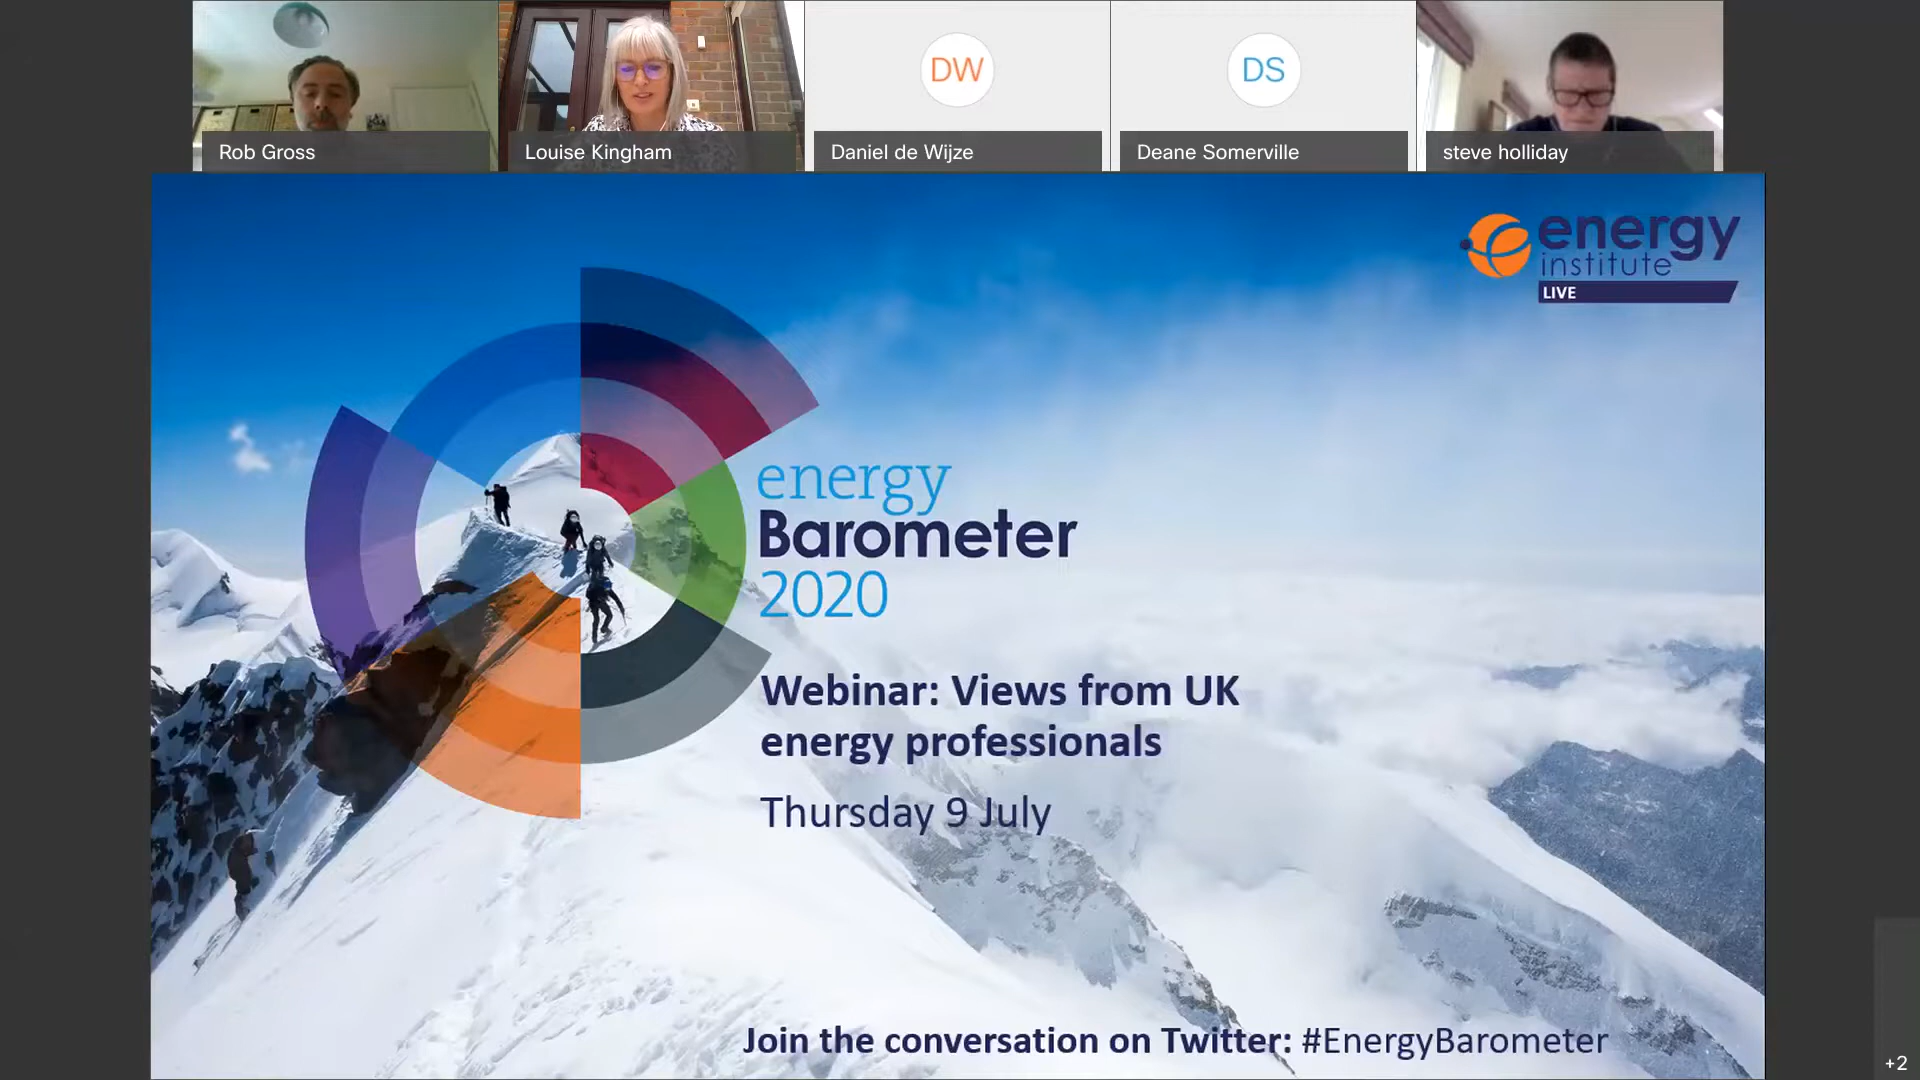 DW
DS
Rob Gross
Louise Kingham
Daniel de Wijze
Deane Somerville
steve holliday
energy
institute
LIVE
energy
Barometer
2020
Webinar: Views from UK
energy professionals
Thursday 9 July
Join the conversation on Twitter: #EnergyBarometer
+2